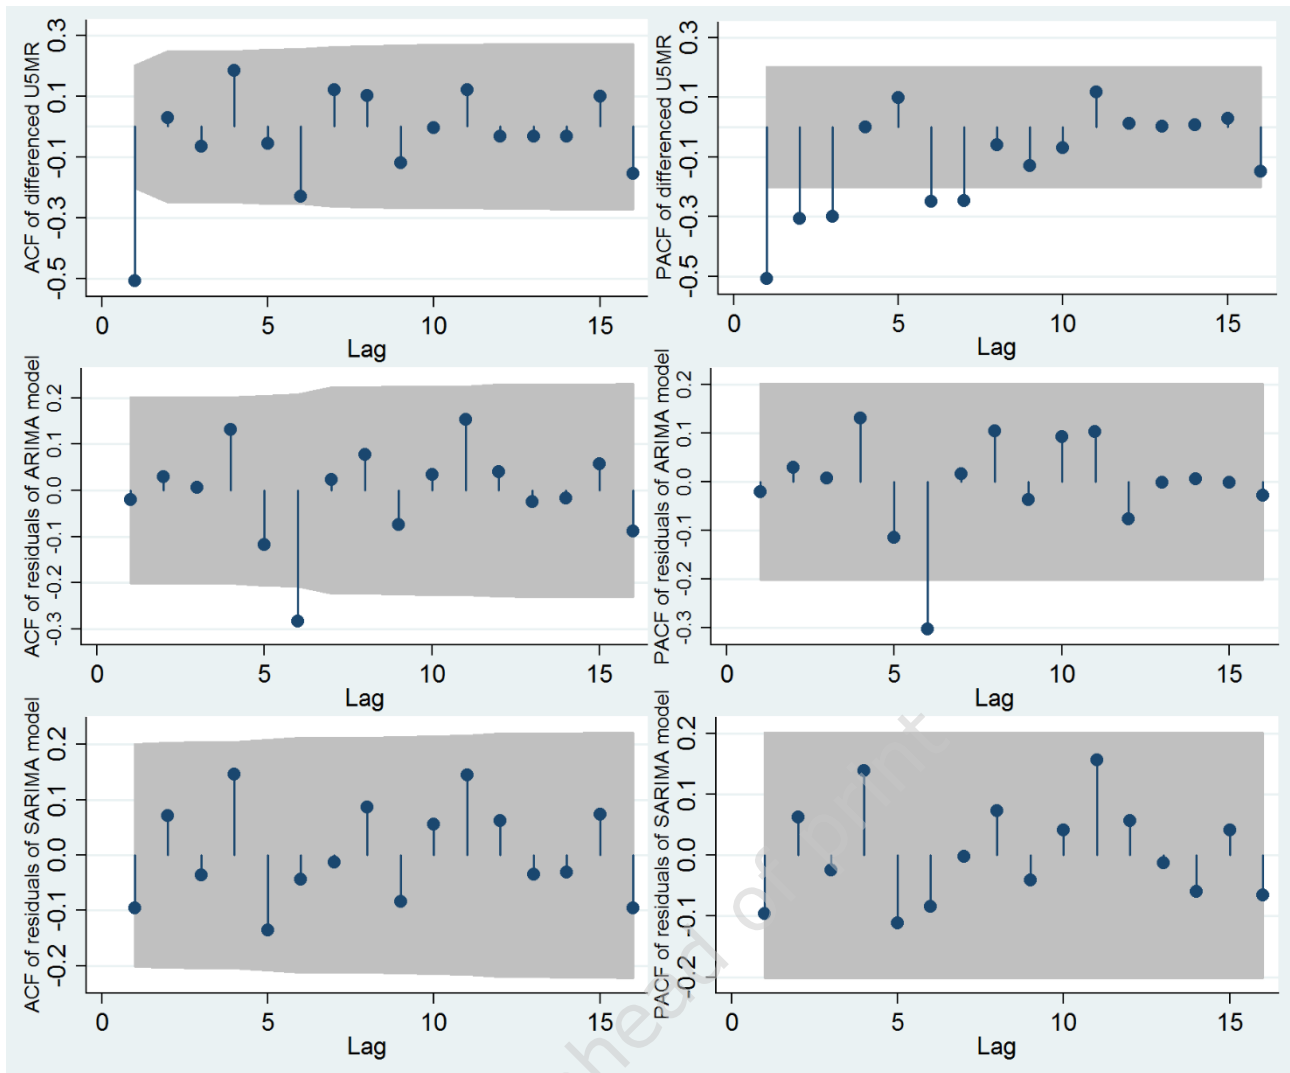 ACF of differenced U5MR
0.3
0.1
-0.1
-0.3
-0.5
0 5 10 15
Lag
PACF of differenced U5MR
0.3
0.1
-0.1
-0.3
-0.5
0 5 10 15
Lag
ACF of residuals of ARIMA model
0.2
0.1
0.0
-0.1
-0.2
-0.3
0 5 10 15
Lag
PACF of residuals of ARIMA model
0.2
0.1
0.0
-0.1
-0.2
-0.3
0 5 10 15
Lag
ACF of residuals of SARIMA model
0.2
0.1
0.0
-0.1
-0.2
0 5 10 15
Lag
PACF of residuals of SARIMA model
0.2
0.1
0.0
-0.1
-0.2
0 5 10 15
Lag
head of print